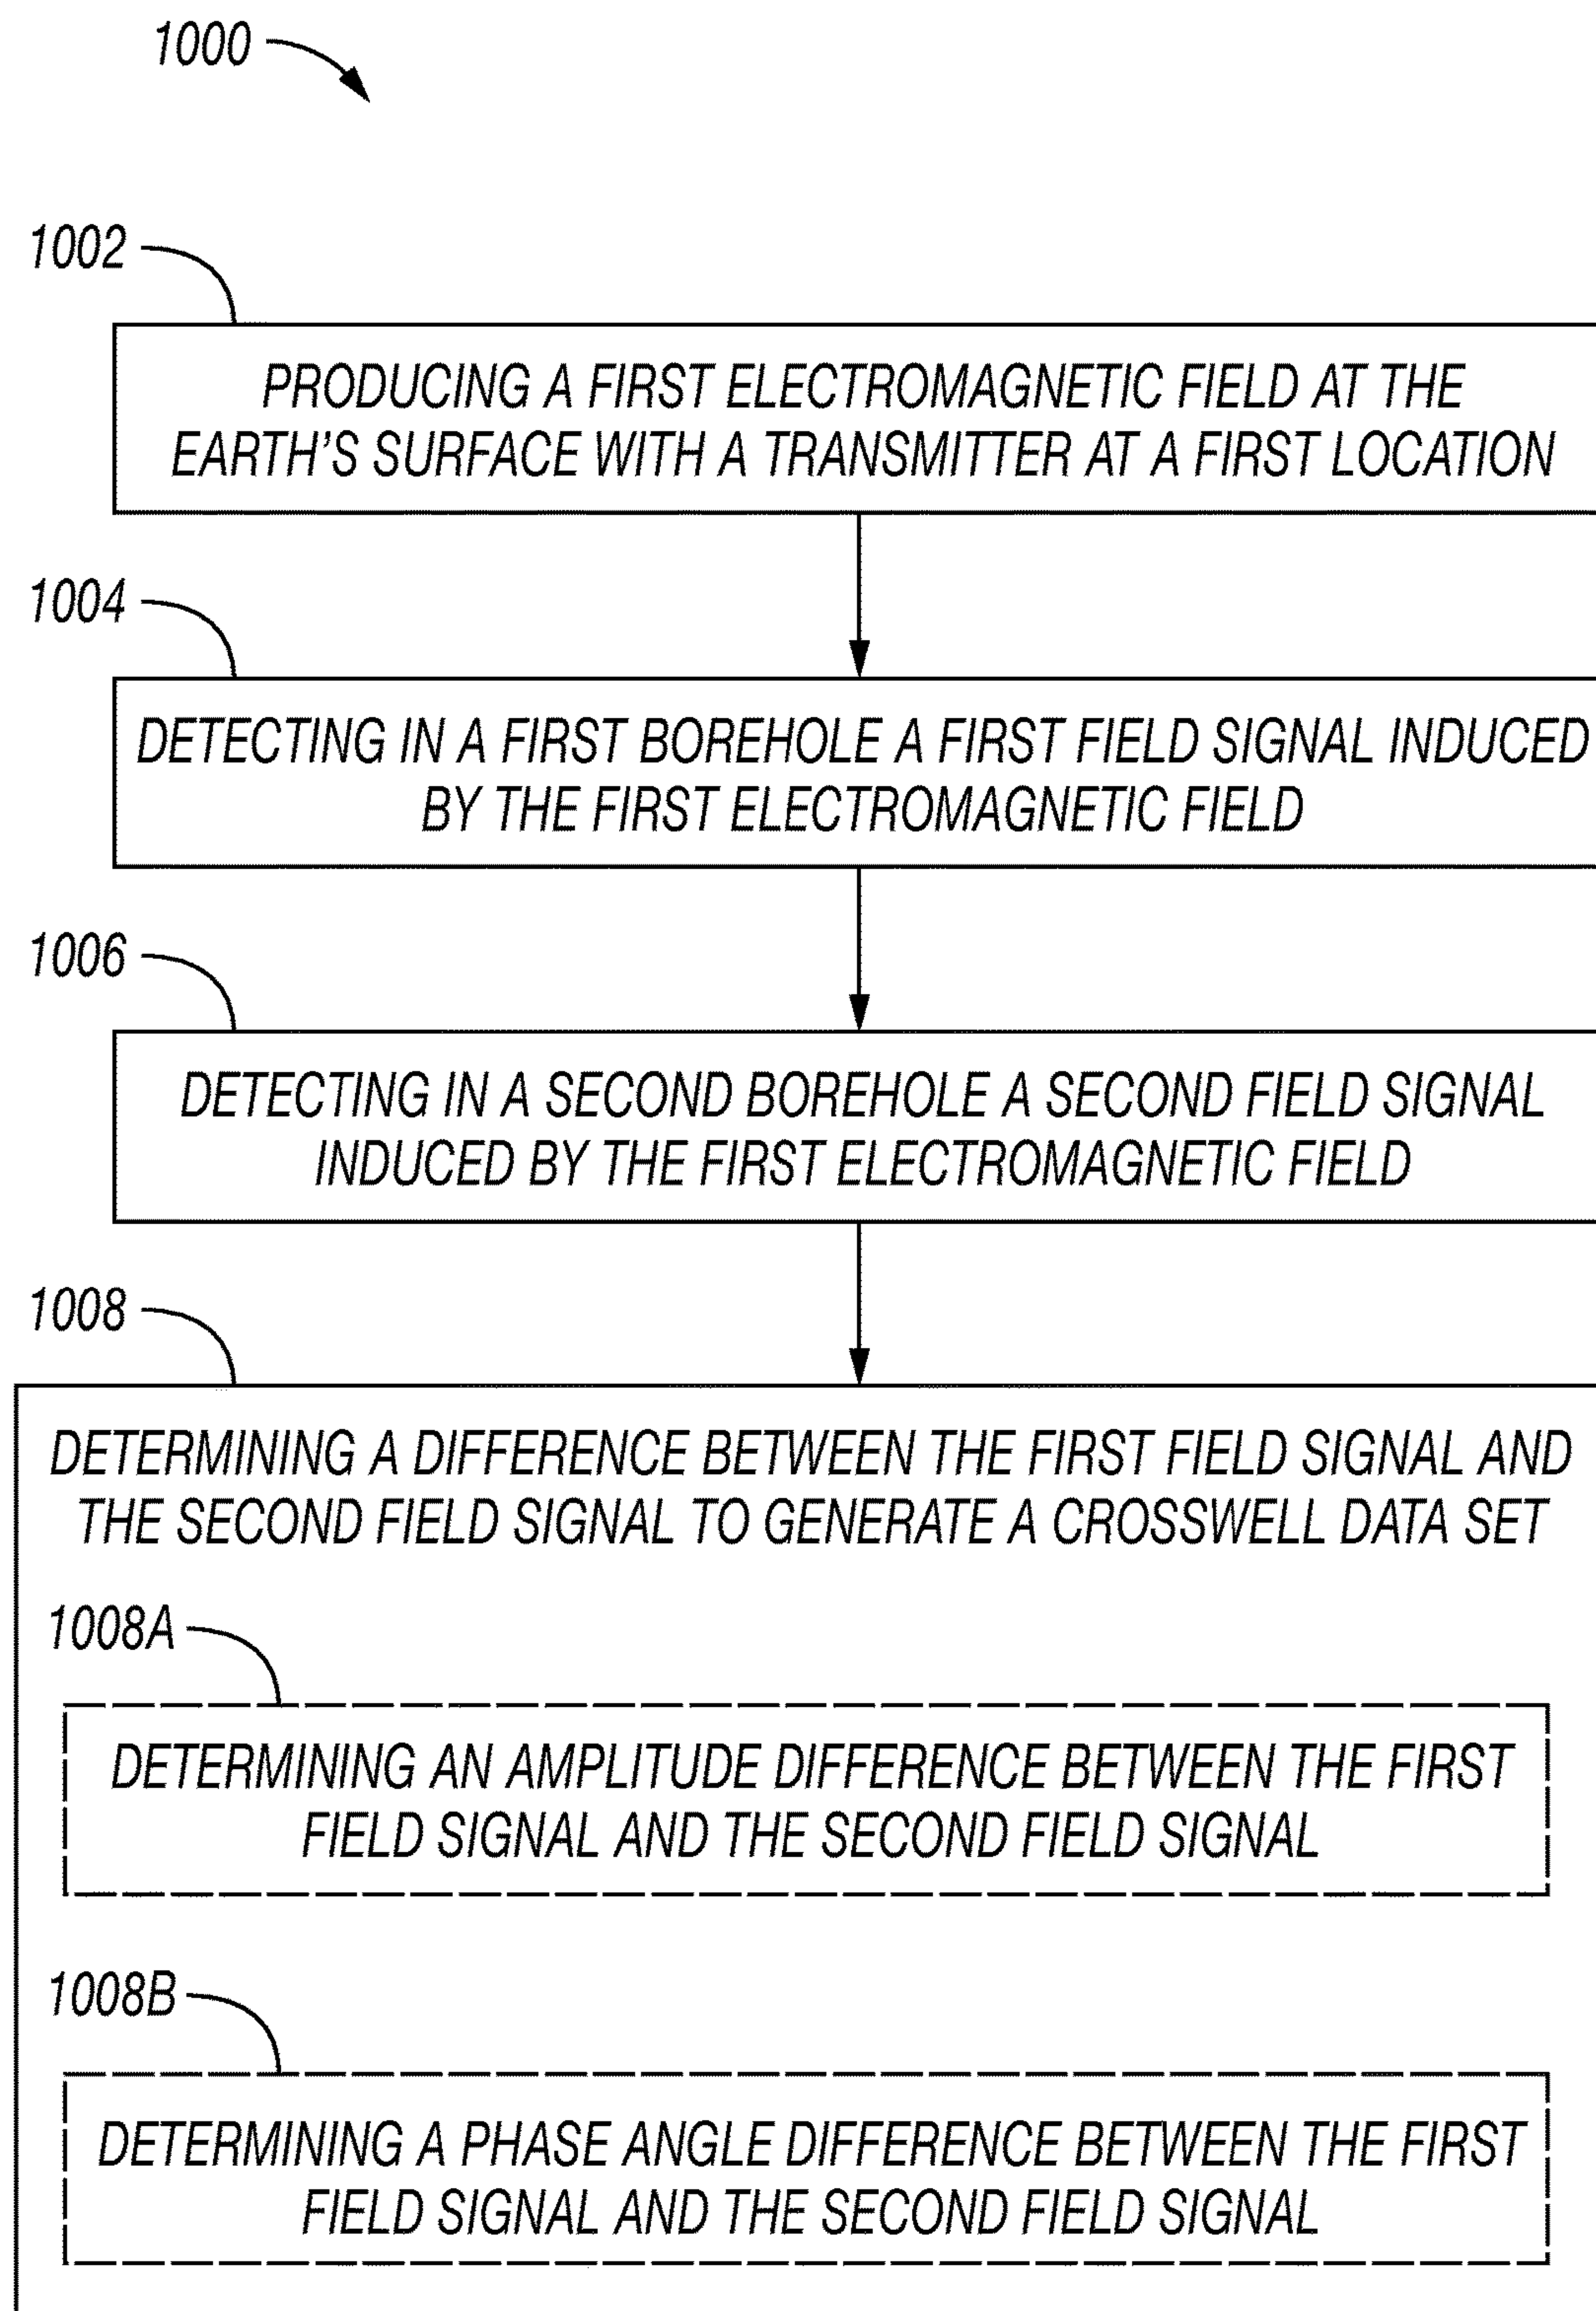 1000
1002
PRODUCING A FIRST ELECTROMAGNETIC FIELD AT THE
EARTH'S SURFACE WITH A TRANSMITTER AT A FIRST LOCATION
1004
DETECTING IN A FIRST BOREHOLE A FIRST FIELD SIGNAL INDUCED
BY THE FIRST ELECTROMAGNETIC FIELD
1006
DETECTING IN A SECOND BOREHOLE A SECOND FIELD SIGNAL
INDUCED BY THE FIRST ELECTROMAGNETIC FIELD
1008
DETERMINING A DIFFERENCE BETWEEN THE FIRST FIELD SIGNAL AND
THE SECOND FIELD SIGNAL TO GENERATE A CROSSWELL DATA SET
1008A
DETERMINING AN AMPLITUDE DIFFERENCE BETWEEN THE FIRST
FIELD SIGNAL AND THE SECOND FIELD SIGNAL
1008B
DETERMINING A PHASE ANGLE DIFFERENCE BETWEEN THE FIRST
FIELD SIGNAL AND THE SECOND FIELD SIGNAL